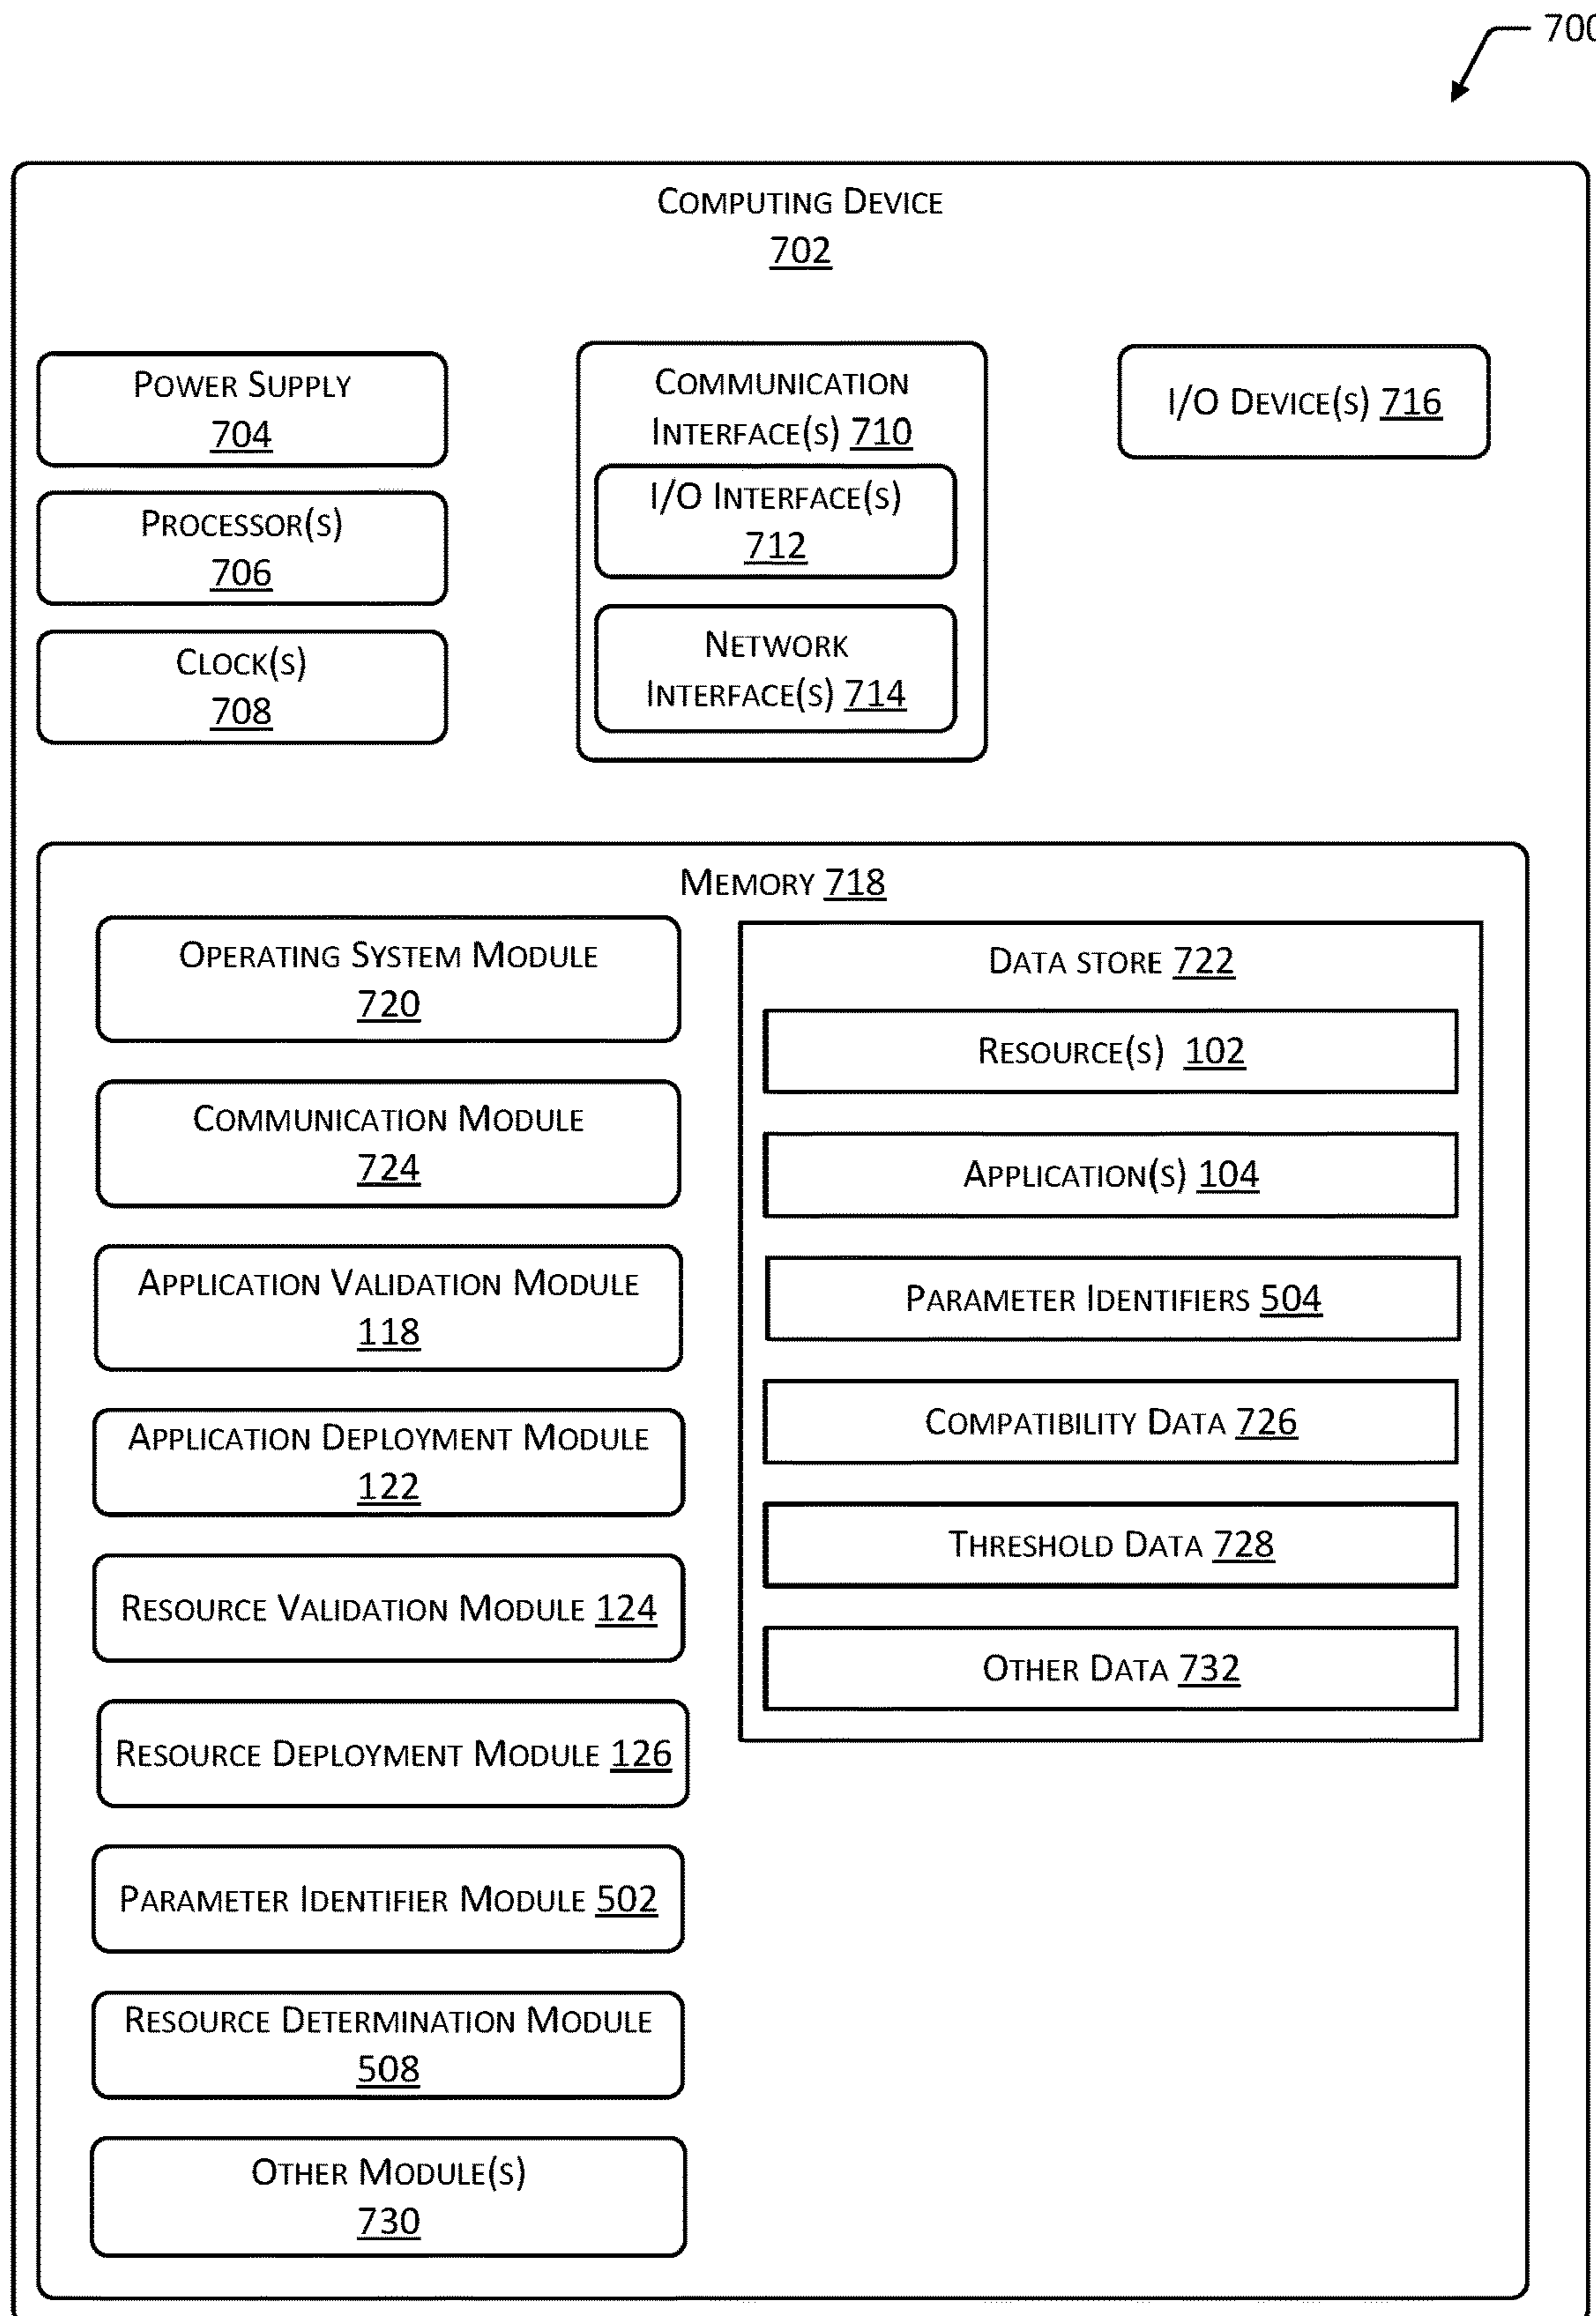 700
COMPUTING DEVICE
702
POWER SUPPLY
704
PROCESSOR(S)
706
CLOCK(S)
708
COMMUNICATION
INTERFACE(S) 710
I/O INTERFACE(S)
712
NETWORK
INTERFACE(S) 714
I/O DEVICE(S) 716
MEMORY 718
OPERATING SYSTEM MODULE
720
COMMUNICATION MODULE
724
APPLICATION VALIDATION MODULE
118
APPLICATION DEPLOYMENT MODULE
122
RESOURCE VALIDATION MODULE 124
RESOURCE DEPLOYMENT MODULE 126
PARAMETER IDENTIFIER MODULE 502
RESOURCE DETERMINATION MODULE
508
OTHER MODULE(S)
730
DATA STORE 722
RESOURCE(S) 102
APPLICATION(S) 104
PARAMETER IDENTIFIERS 504
COMPATIBILITY DATA 726
THRESHOLD DATA 728
OTHER DATA 732